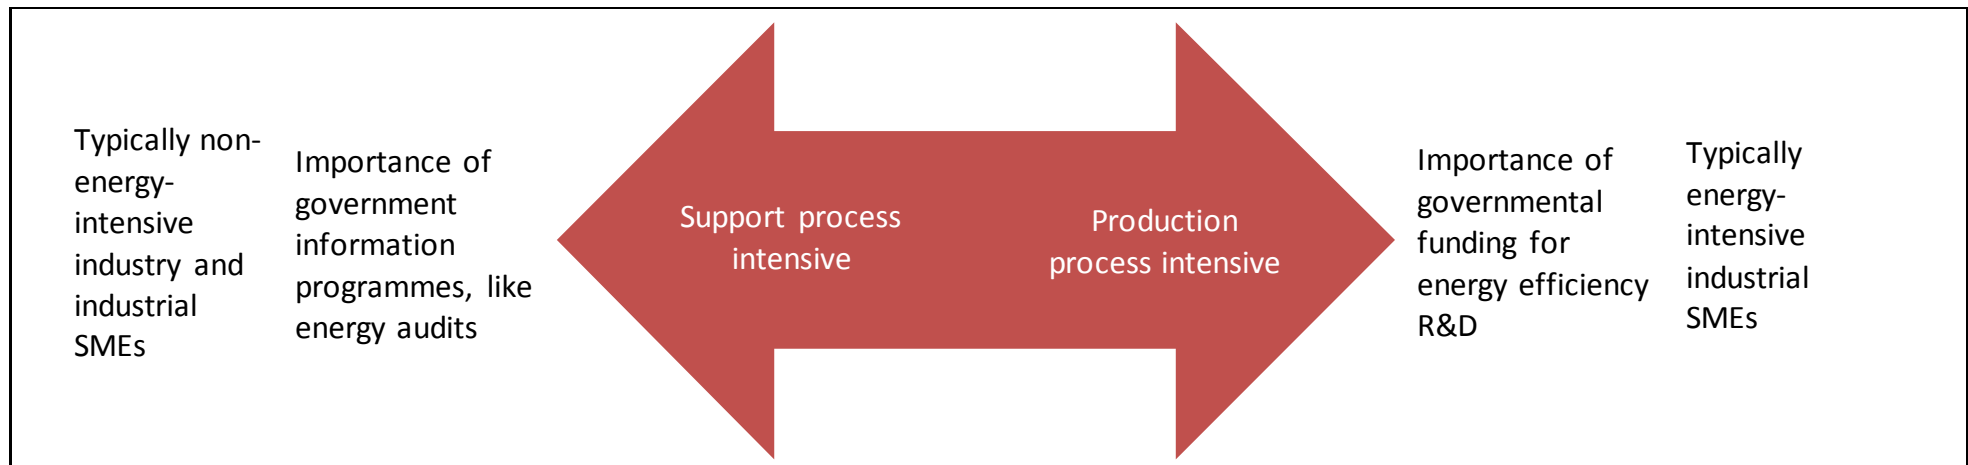 Typically non-
energy-
intensive
industry and
industrial
SMEs
Importance of
government
information
programmes, like
energy audits
Support process
intensive
Production
process intensive
Importance of
governmental
funding for
energy efficiency
R&D
Typically
energy-
intensive
industrial
SMEs